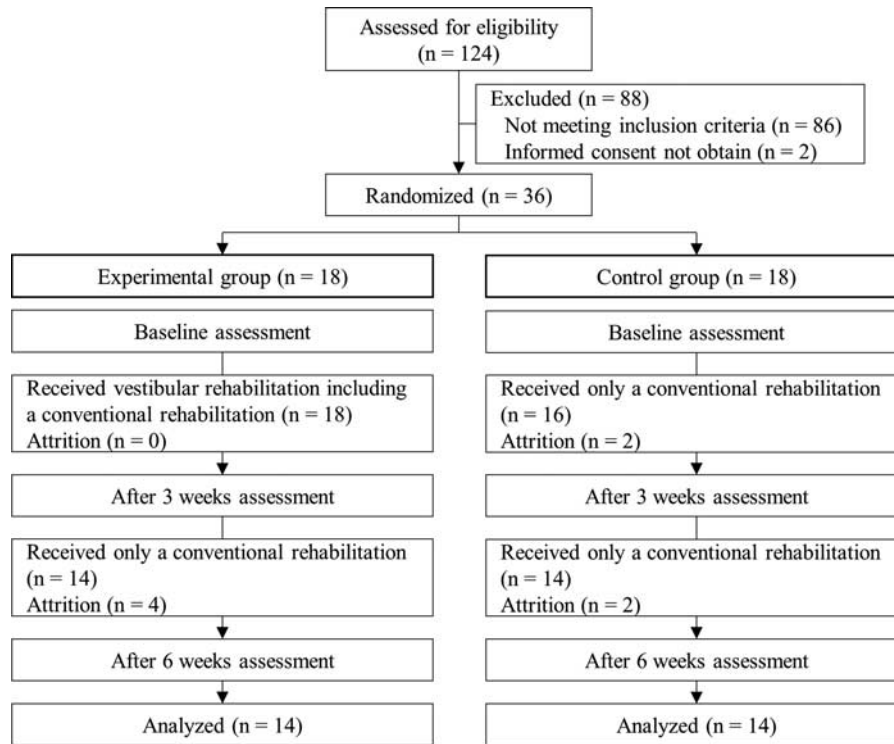 Assessed for eligibility
(n = 124)
Excluded (n = 88)
Not meeting inclusion criteria (n = 86)
Informed consent not obtain (n = 2)
Randomized (n = 36)
Experimental group (n = 18)
Baseline assessment
Received vestibular rehabilitation including
a conventional rehabilitation (n = 18)
Attrition (n = 0)
After 3 weeks assessment
Received only a conventional rehabilitation
(n = 14)
Attrition (n = 4)
After 6 weeks assessment
Analyzed (n = 14)
Control group (n = 18)
Baseline assessment
Received only a conventional rehabilitation
(n = 16)
Attrition (n = 2)
After 3 weeks assessment
Received only a conventional rehabilitation
(n = 14)
Attrition (n = 2)
After 6 weeks assessment
Analyzed (n = 14)